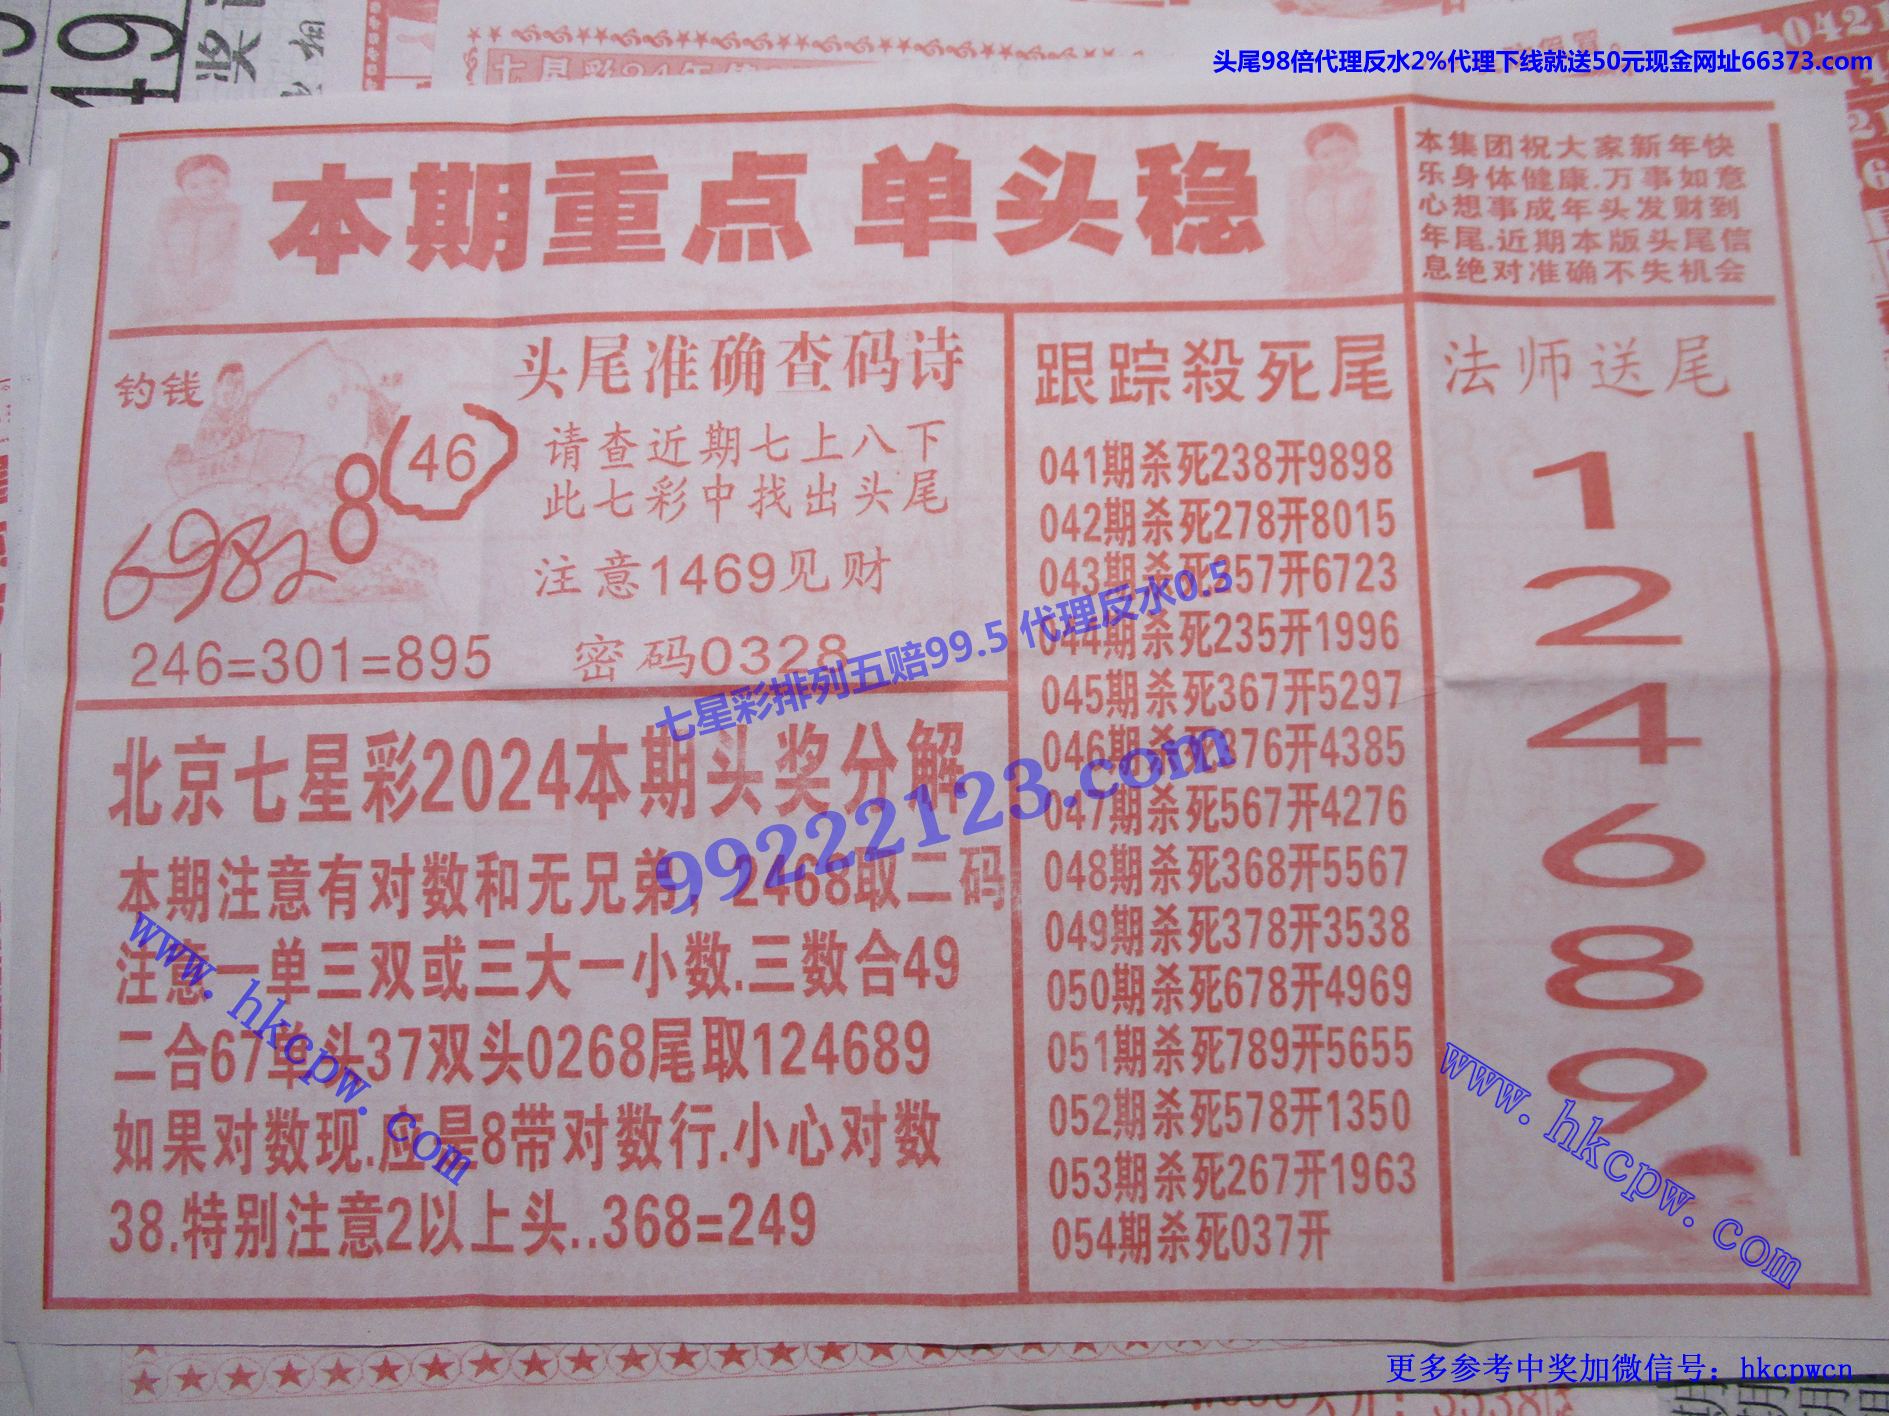 头尾98倍代理反水2%代理下线就送50元现金网址66373.com
本期重点 单头稳
本集团祝大家新年快
乐身体健康.万事如意
心想事成年头发财到
年尾.近期本版头尾信
息绝对准确不失机会
钓钱
8
46
6982
246=301=895
头尾准确查码诗
请查近期七上八下
此七彩中找出头尾
注意1469见财
密码0328
北京七星彩2024本期头奖分解
本期注意有对数和无兄弟，2468取二码
注意一单三双或三大一小数.三数合49
二合67单头37双头0268尾取124689
如果对数现.应是8带对数行.小心对数
38.特别注意2以上头..368=249
跟踪殺死尾
041期杀死238开9898
042期杀死278开8015
043期杀死357开6723
044期杀死235开1996
045期杀死367开5297
046期杀死376开4385
047期杀死567开4276
048期杀死368开5567
049期杀死378开3538
050期杀死678开4969
051期杀死789开5655
052期杀死578开1350
053期杀死267开1963
054期杀死037开
法师送尾
1
2
4
6
8
9
七星彩排列五赔99.5 代理反水0.5
99222123.com
www.hkcpw.com
www.hkcpw.com
更多参考中奖加微信号：hkcpwcn